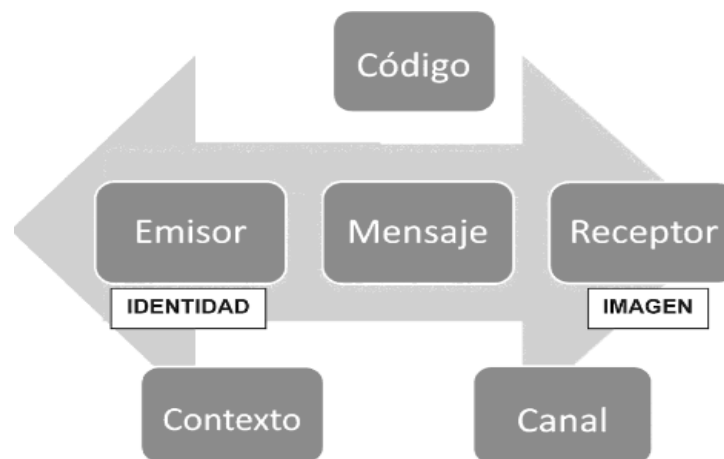 Código
Emisor
Mensaje
Receptor
IDENTIDAD
IMAGEN
Contexto
Canal